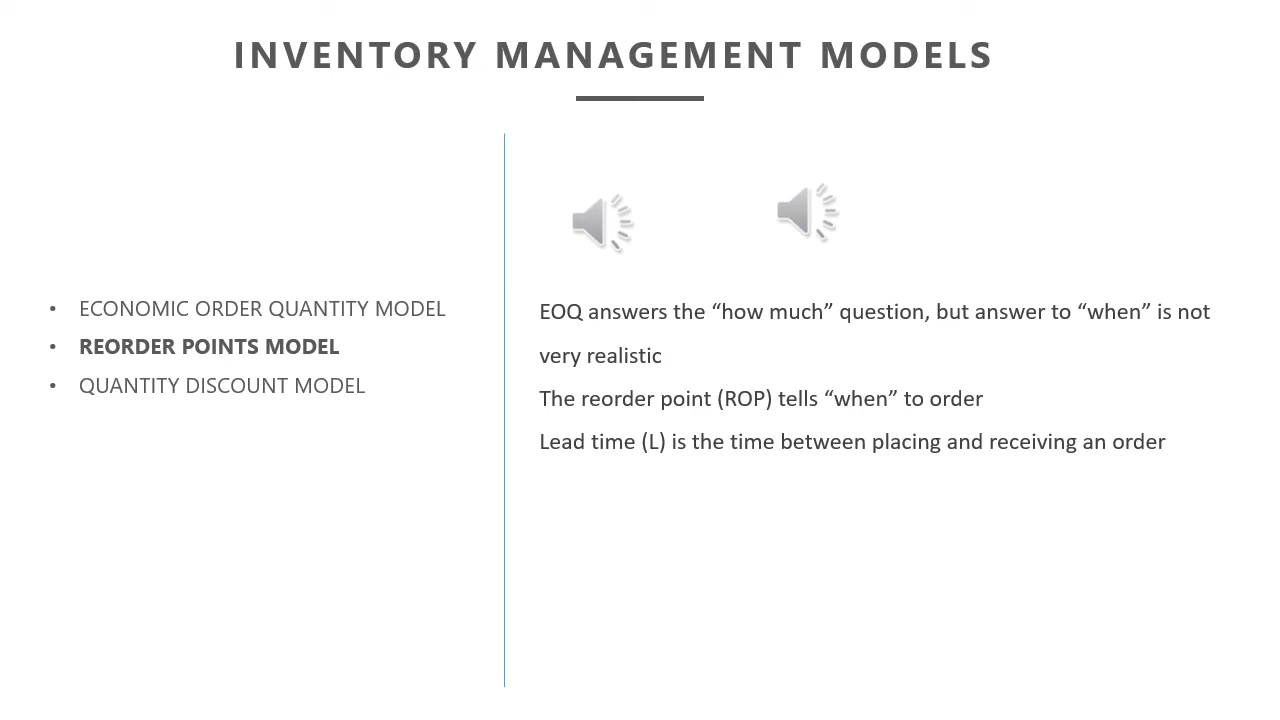 INVENTORY MANAGEMENT MODELS
• ECONOMIC ORDER QUANTITY MODEL
• REORDER POINTS MODEL
• QUANTITY DISCOUNT MODEL
EOQ answers the “how much” question, but answer to “when” is not
very realistic
The reorder point (ROP) tells “when” to order
Lead time (L) is the time between placing and receiving an order